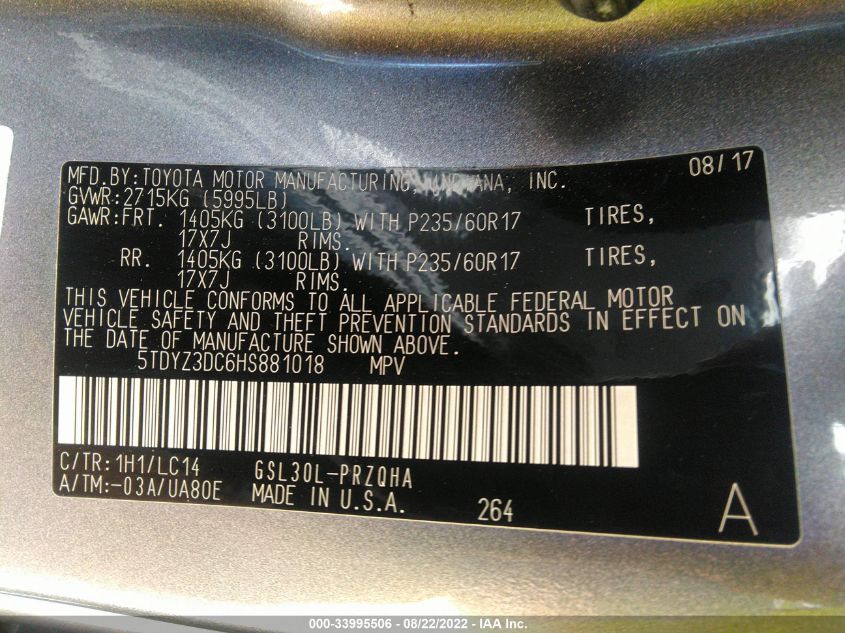 MFD.BY:TOYOTA MOTOR MANUFACTURING, INDIANA, INC. 08/17
GVWR:2715KG (5995LB)
GAWR:FRT. 1405KG (3100LB) WITH P235/60R17 TIRES,
17X7J RIMS.
RR. 1405KG (3100LB) WITH P235/60R17 TIRES,
17X7J RIMS.
THIS VEHICLE CONFORMS TO ALL APPLICABLE FEDERAL MOTOR
VEHICLE SAFETY AND THEFT PREVENTION STANDARDS IN EFFECT ON
THE DATE OF MANUFACTURE SHOWN ABOVE.
5TDYZ3DC6HS881018 MPV
C/TR:1H1/LC14 GSL30L-PRZQHA
A/TM:-03A/UA80E MADE IN U.S.A. 264 A
000-33995506 - 08/22/2022 - IAA Inc.